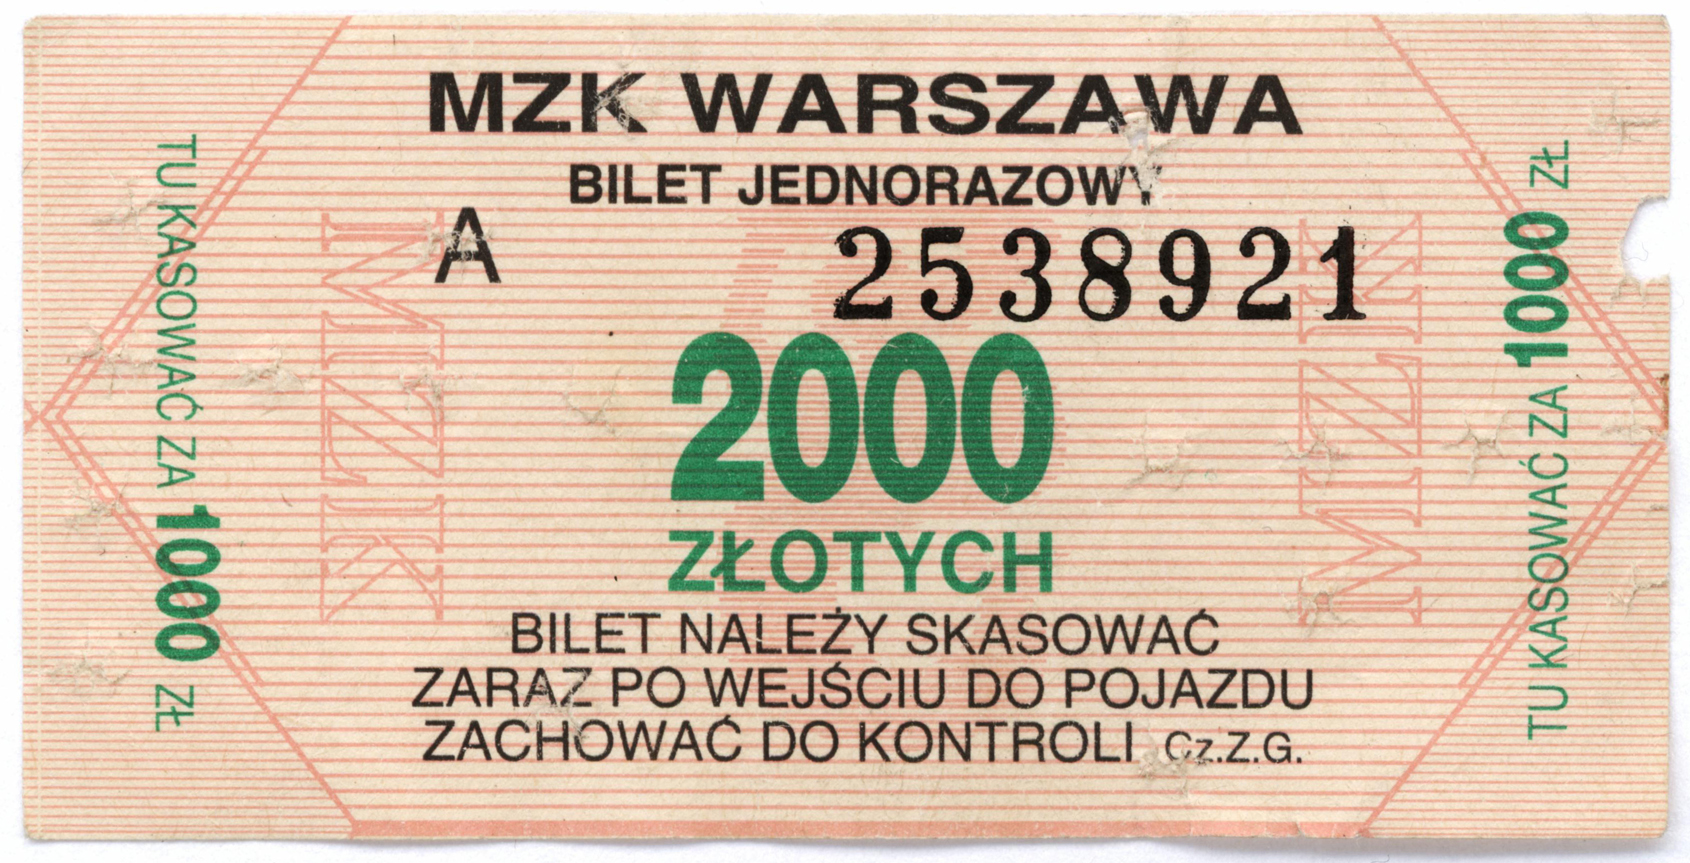 MZK WARSZAWA
BILET JEDNORAZOWY
A 2538921
2000
ZŁOTYCH
BILET NALEŻY SKASOWAĆ
ZARAZ PO WEJŚCIU DO POJAZDU
ZACHOWAĆ DO KONTROLI Cz.Z.G.
TU KASOWAĆ ZA 1000 ZŁ
MZK
MZK
TU KASOWAĆ ZA 1000 ZŁ